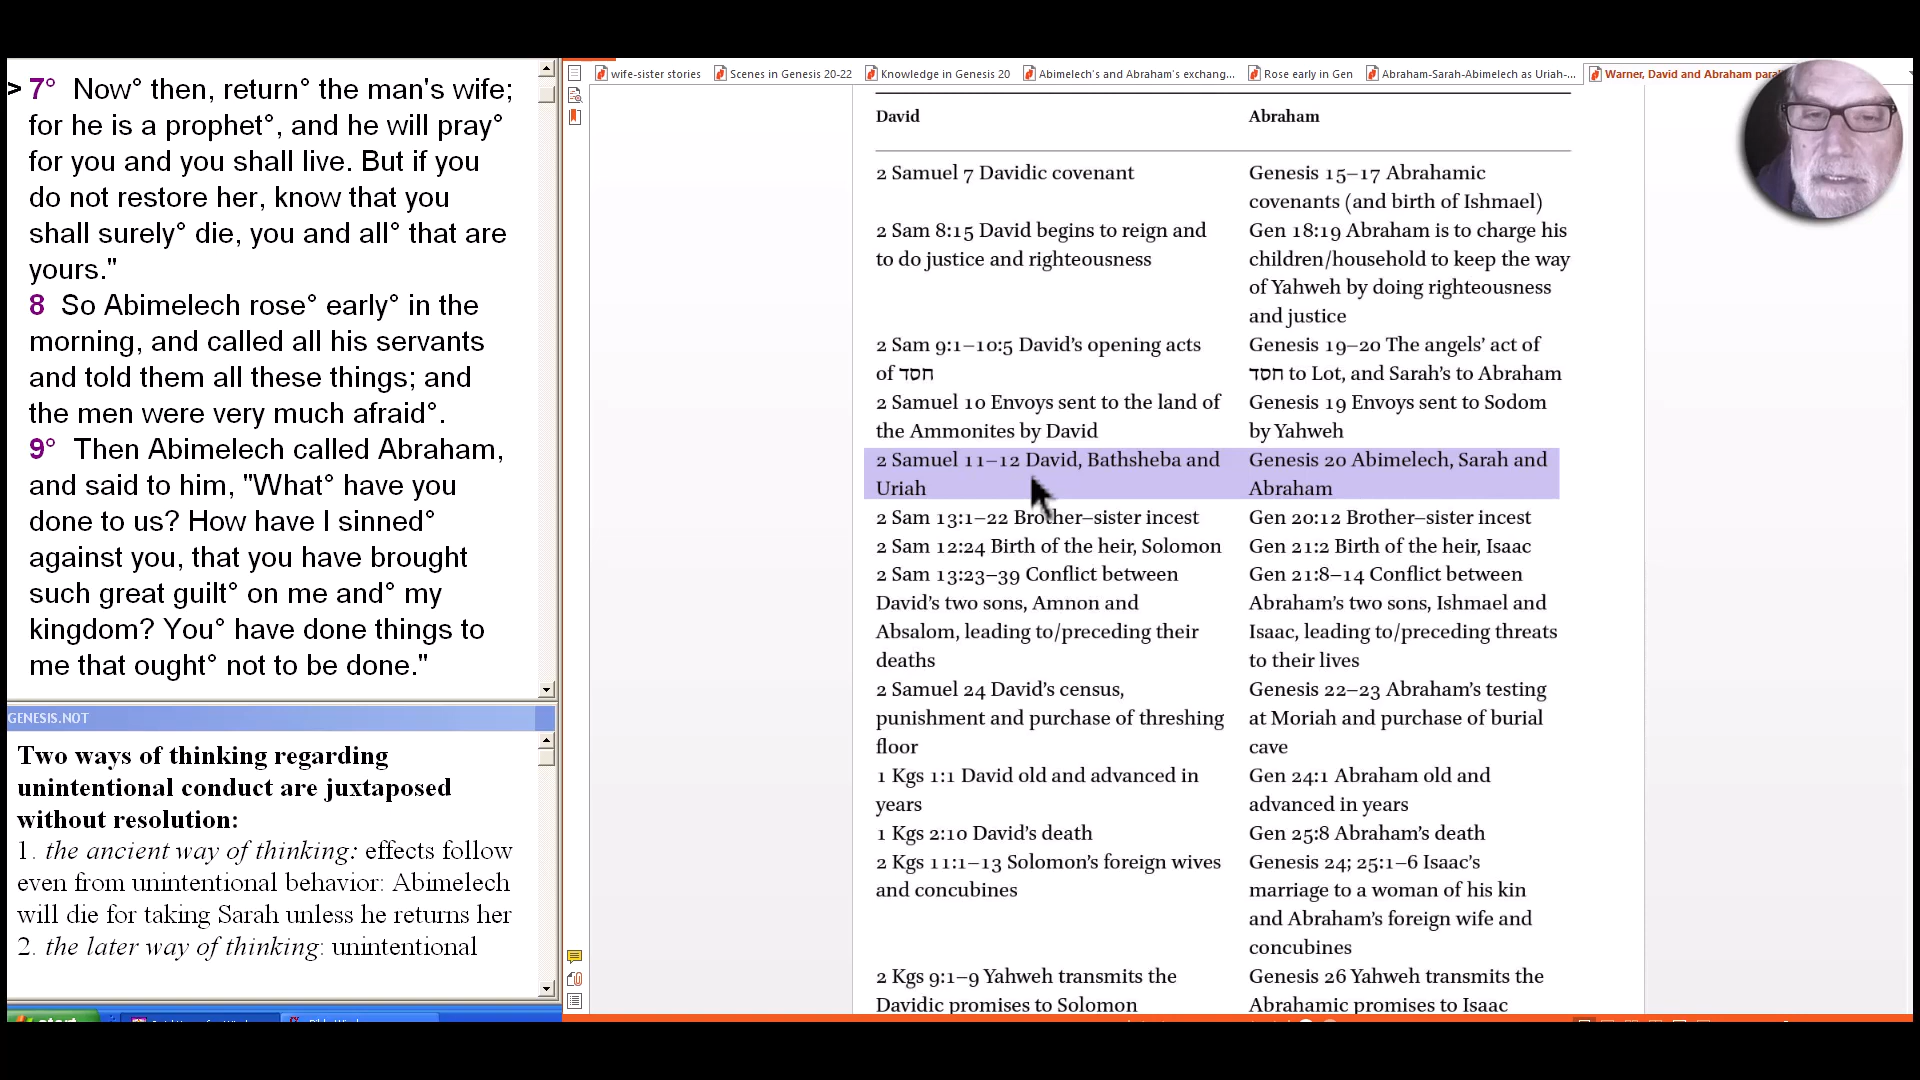 > 7° Now° then, return° the man's wife;
for he is a prophet°, and he will pray°
for you and you shall live. But if you
do not restore her, know that you
shall surely° die, you and all° that are
yours."
8 So Abimelech rose° early° in the
morning, and called all his servants
and told them all these things; and
the men were very much afraid°.
9° Then Abimelech called Abraham,
and said to him, "What° have you
done to us? How have I sinned°
against you, that you have brought
such great guilt° on me and° my
kingdom? You° have done things to
me that ought° not to be done."
GENESIS.NOT
Two ways of thinking regarding
unintentional conduct are juxtaposed
without resolution:
1. the ancient way of thinking: effects follow
even from unintentional behavior: Abimelech
will die for taking Sarah unless he returns her
2. the later way of thinking: unintentional
wife-sister stories
Scenes in Genesis 20-22
Knowledge in Genesis 20
Abimelech's and Abraham's exchang...
Rose early in Gen
Abraham-Sarah-Abimelech as Uriah-...
Warner, David and Abraham para
David
Abraham
2 Samuel 7 Davidic covenant
Genesis 15–17 Abrahamic
covenants (and birth of Ishmael)
2 Sam 8:15 David begins to reign and
to do justice and righteousness
Gen 18:19 Abraham is to charge his
children/household to keep the way
of Yahweh by doing righteousness
and justice
2 Sam 9:1–10:5 David's opening acts
of חסד
Genesis 19–20 The angels' act of
חסד to Lot, and Sarah's to Abraham
2 Samuel 10 Envoys sent to the land of
the Ammonites by David
Genesis 19 Envoys sent to Sodom
by Yahweh
2 Samuel 11–12 David, Bathsheba and
Uriah
Genesis 20 Abimelech, Sarah and
Abraham
2 Sam 13:1–22 Brother–sister incest
Gen 20:12 Brother–sister incest
2 Sam 12:24 Birth of the heir, Solomon
Gen 21:2 Birth of the heir, Isaac
2 Sam 13:23–39 Conflict between
David's two sons, Amnon and
Absalom, leading to/preceding their
deaths
Gen 21:8–14 Conflict between
Abraham's two sons, Ishmael and
Isaac, leading to/preceding threats
to their lives
2 Samuel 24 David's census,
punishment and purchase of threshing
floor
Genesis 22–23 Abraham's testing
at Moriah and purchase of burial
cave
1 Kgs 1:1 David old and advanced in
years
Gen 24:1 Abraham old and
advanced in years
1 Kgs 2:10 David's death
Gen 25:8 Abraham's death
2 Kgs 11:1–13 Solomon's foreign wives
and concubines
Genesis 24; 25:1–6 Isaac's
marriage to a woman of his kin
and Abraham's foreign wife and
concubines
2 Kgs 9:1–9 Yahweh transmits the
Davidic promises to Solomon
Genesis 26 Yahweh transmits the
Abrahamic promises to Isaac